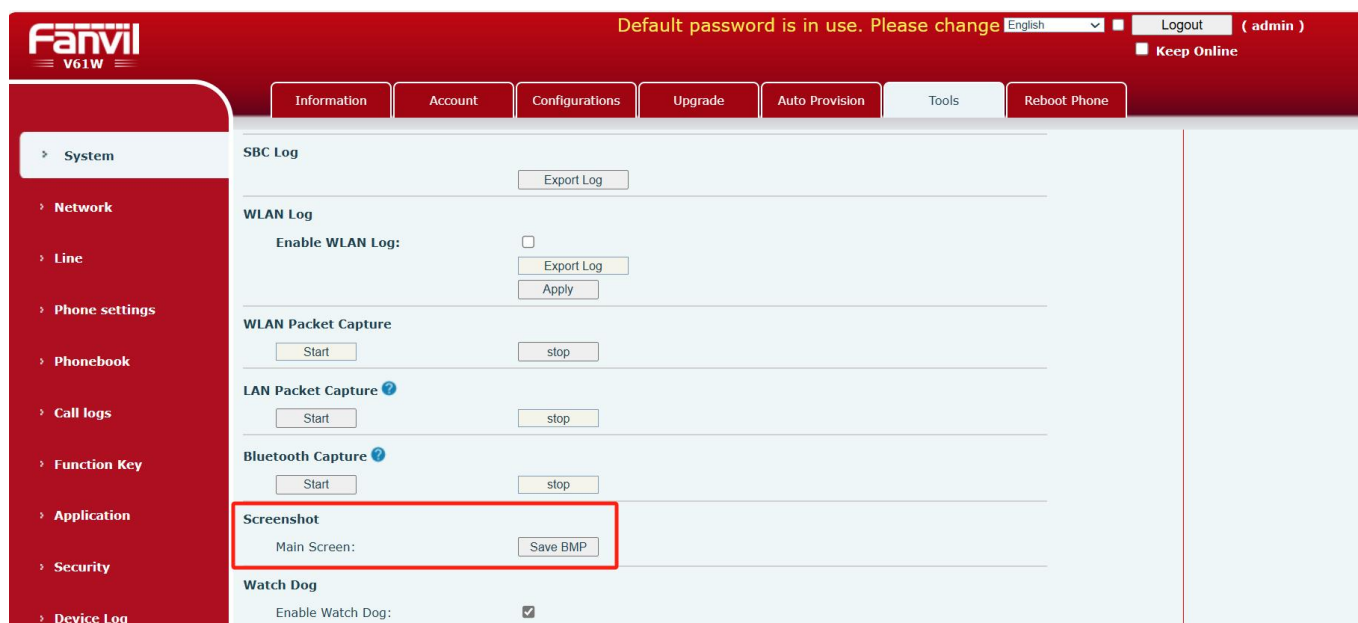 Fanvil
V61W
Default password is in use. Please change
English
Logout
( admin )
Keep Online
Information
Account
Configurations
Upgrade
Auto Provision
Tools
Reboot Phone
System
Network
Line
Phone settings
Phonebook
Call logs
Function Key
Application
Security
Device Log
SBC Log
Export Log
WLAN Log
Enable WLAN Log:
Export Log
Apply
WLAN Packet Capture
Start
stop
LAN Packet Capture ?
Start
stop
Bluetooth Capture ?
Start
stop
Screenshot
Main Screen:
Save BMP
Watch Dog
Enable Watch Dog: